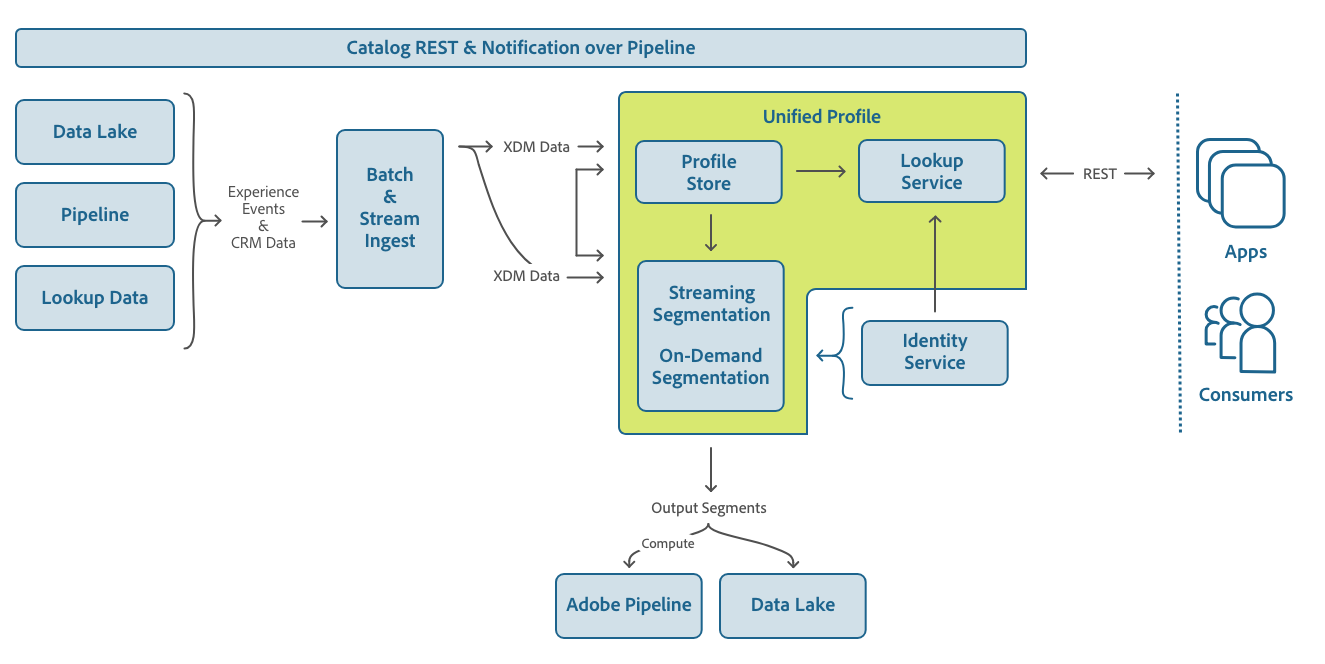 Catalog REST & Notification over Pipeline
Data Lake
Pipeline
Lookup Data
Experience
Events
&
CRM Data
Batch
&
Stream
Ingest
XDM Data
XDM Data
Unified Profile
Profile
Store
Lookup
Service
Streaming
Segmentation
On-Demand
Segmentation
Identity
Service
REST
Apps
Consumers
Output Segments
Compute
Adobe Pipeline
Data Lake